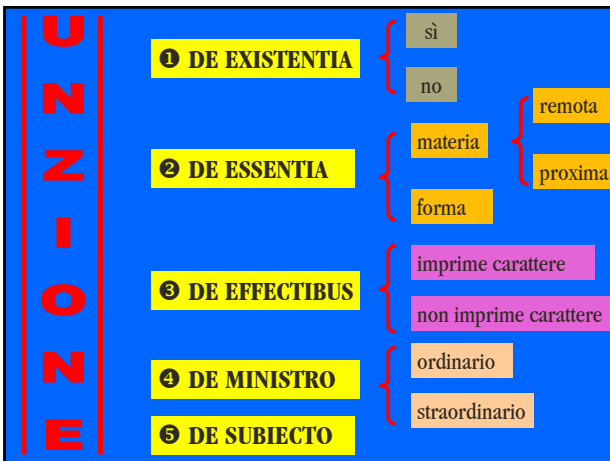 UNZIONE
❶ DE EXISTENTIA
sì
no
❷ DE ESSENTIA
materia
remota
proxima
forma
❸ DE EFFECTIBUS
imprime carattere
non imprime carattere
❹ DE MINISTRO
ordinario
straordinario
❺ DE SUBIECTO